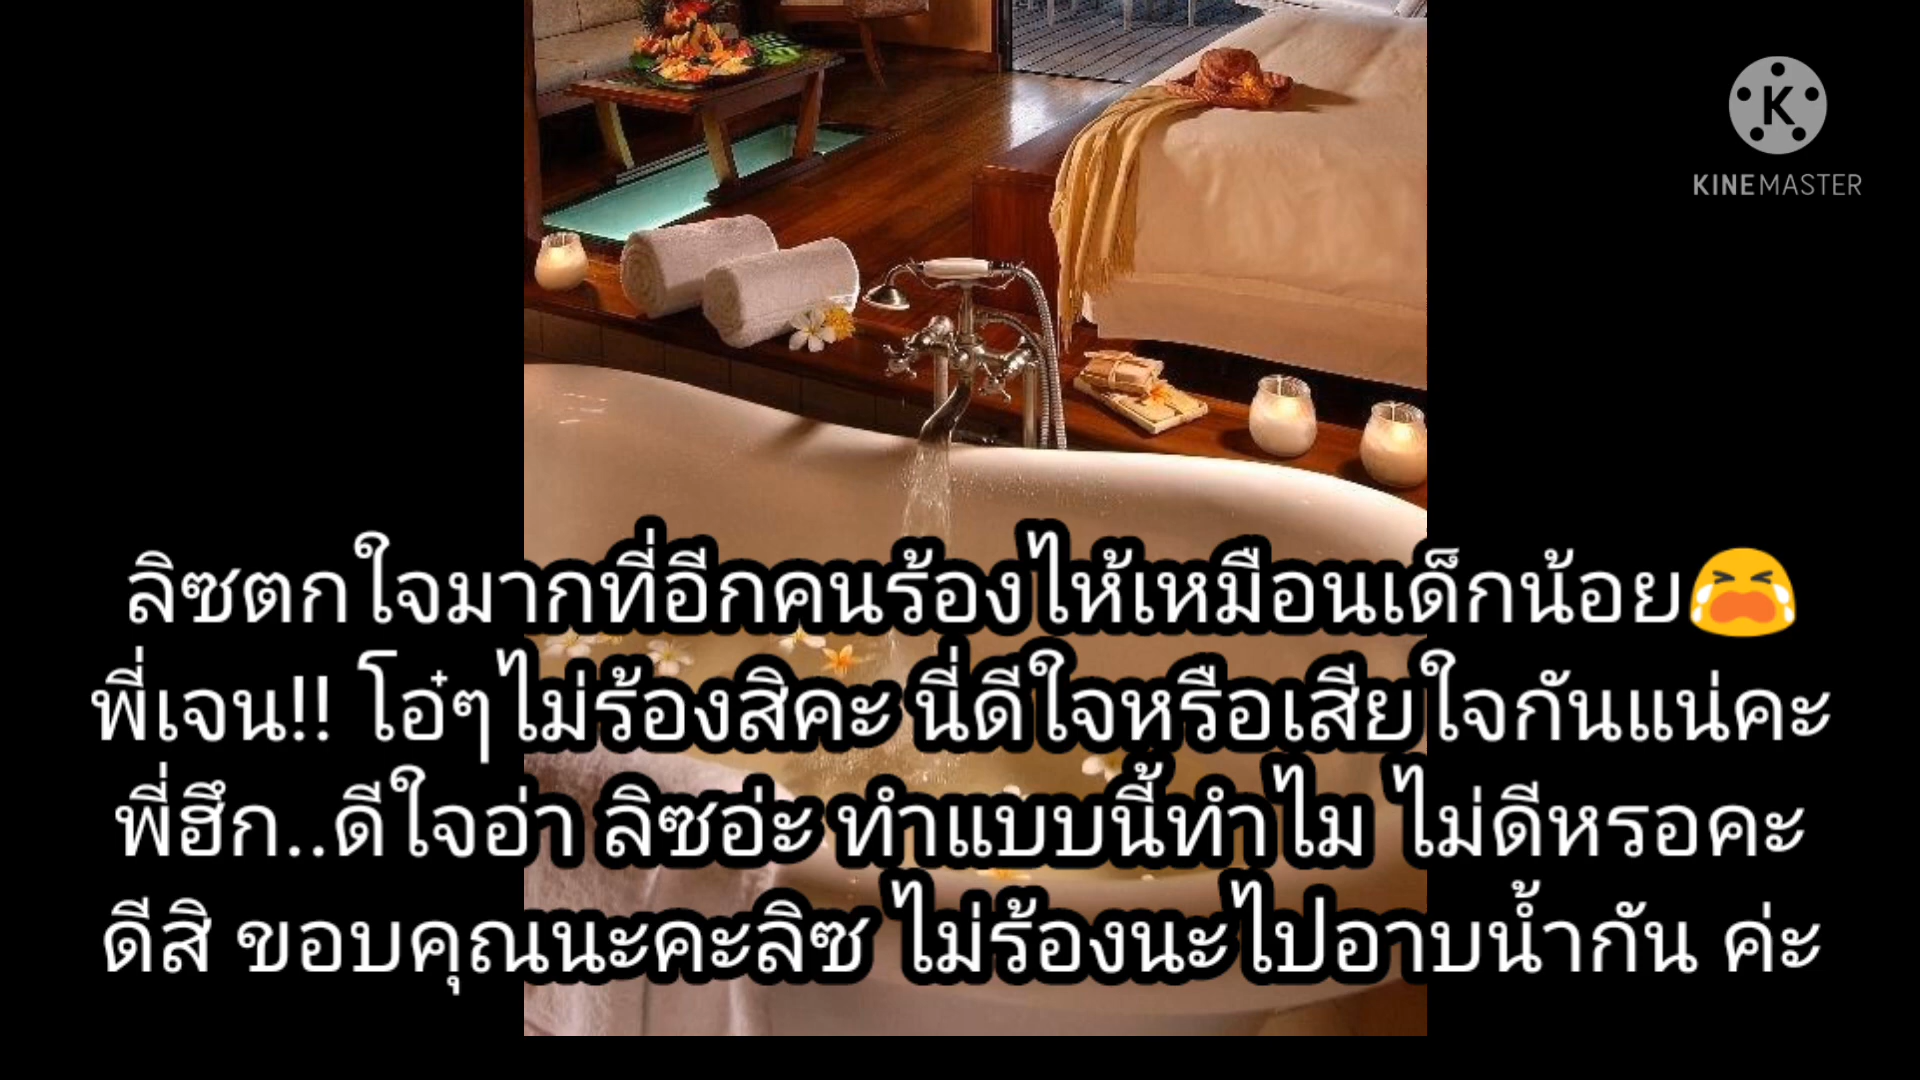 KINEMASTER
ลิซตกใจมากที่อีกคนร้องไห้เหมือนเด็กน้อย😭
พี่เจน!! โอ๋ๆไม่ร้องสิคะ นี่ดีใจหรือเสียใจกันแน่คะ
พี่ฮึก..ดีใจอ่า ลิซอ่ะ ทำแบบนี้ทำไม ไม่ดีหรอคะ
ดีสิ ขอบคุณนะคะลิซ ไม่ร้องนะไปอาบน้ำกัน ค่ะ